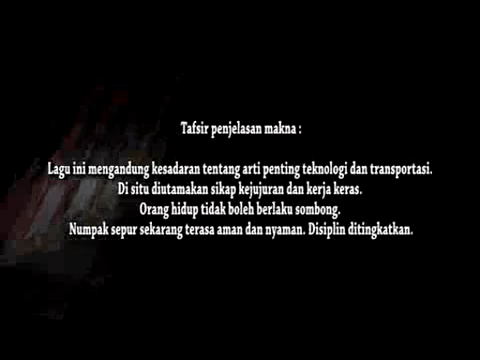 Tafsir penjelasan makna :
Lagu ini mengandung kesadaran tentang arti penting teknologi dan transportasi.
Di situ diutamakan sikap kejujuran dan kerja keras.
Orang hidup tidak boleh berlaku sombong.
Numpak sepur sekarang terasa aman dan nyaman. Disiplin ditingkatkan.